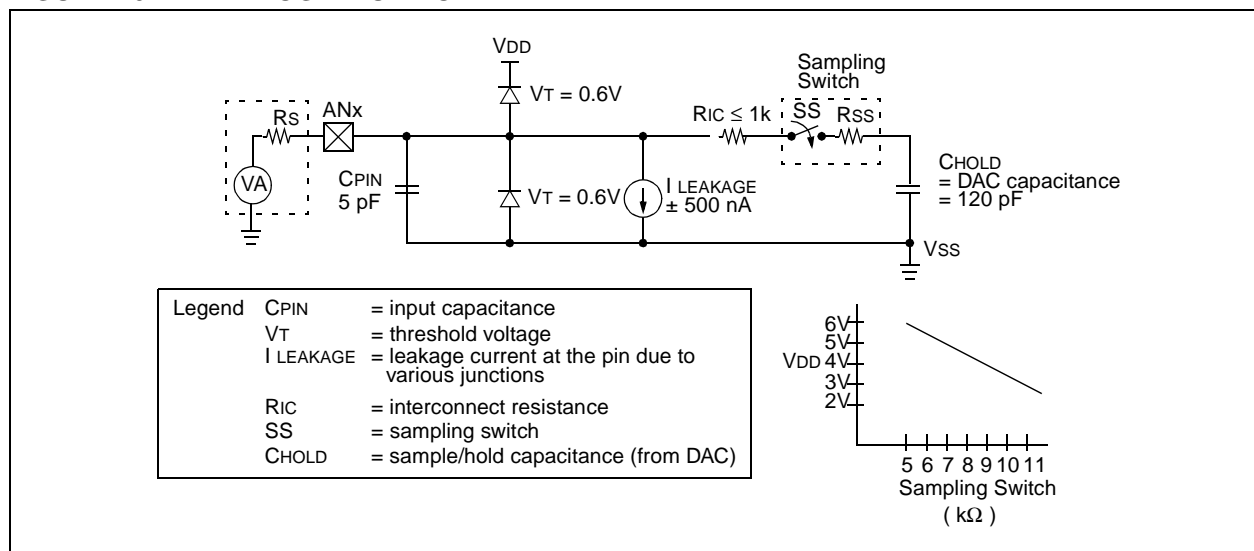 VDD
Sampling
Switch
VT = 0.6V
RS
ANx
RIC ≤ 1k
SS
RSS
CHOLD
= DAC capacitance
= 120 pF
VA
CPIN
5 pF
VT = 0.6V
I LEAKAGE
± 500 nA
VSS
Legend CPIN = input capacitance
VT = threshold voltage
I LEAKAGE = leakage current at the pin due to
various junctions
RIC = interconnect resistance
SS = sampling switch
CHOLD = sample/hold capacitance (from DAC)
6V
5V
VDD 4V
3V
2V
5 6 7 8 9 10 11
Sampling Switch
( kΩ )